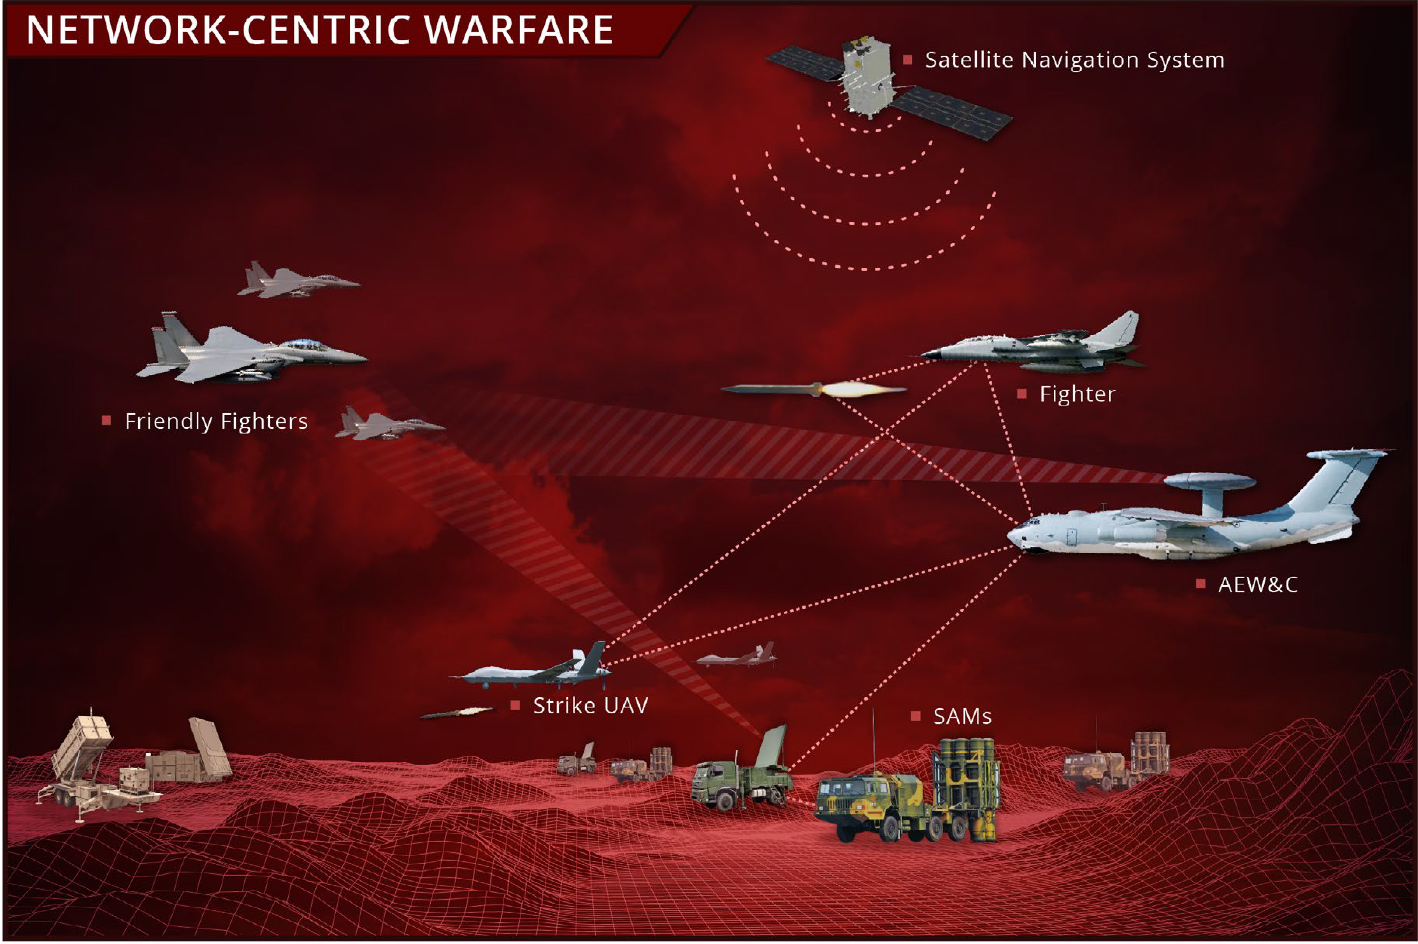 NETWORK-CENTRIC WARFARE
Satellite Navigation System
Fighter
Friendly Fighters
AEW&C
Strike UAV
SAMs